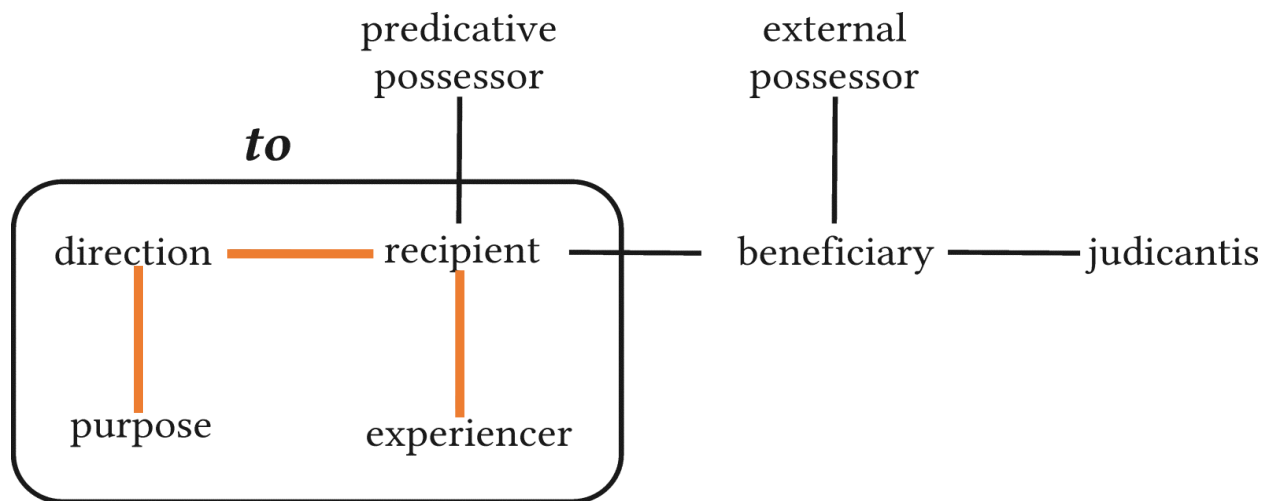 predicative
possessor
external
possessor
to
direction
recipient
beneficiary
judicantis
purpose
experiencer